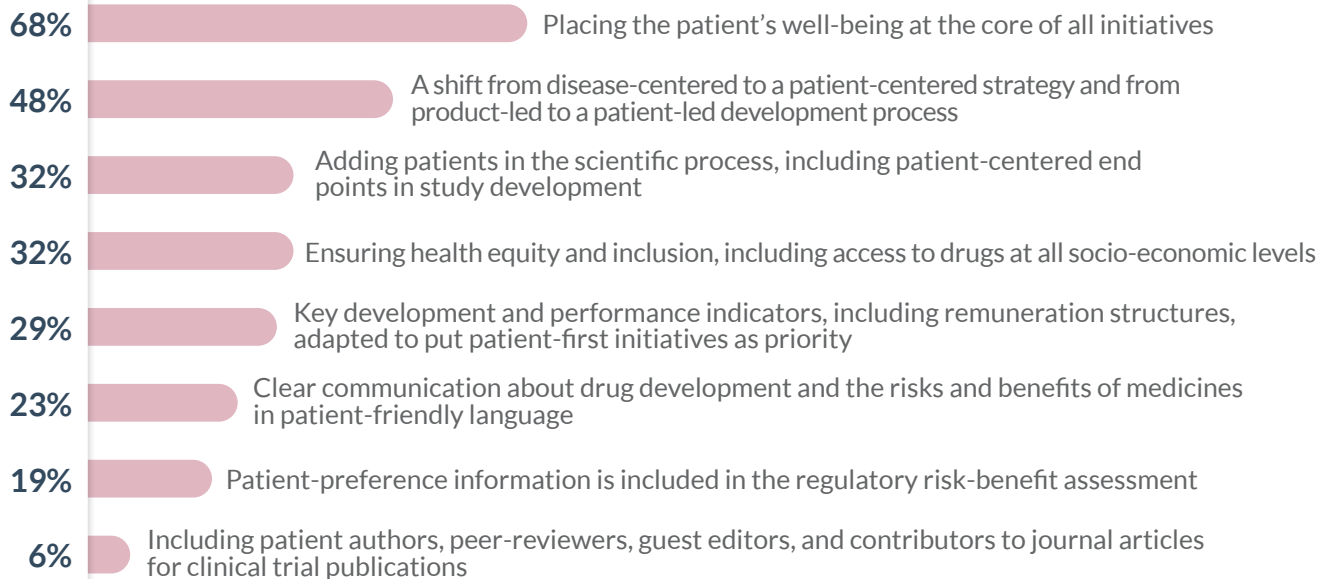 68% Placing the patient’s well-being at the core of all initiatives
48% A shift from disease-centered to a patient-centered strategy and from
product-led to a patient-led development process
32% Adding patients in the scientific process, including patient-centered end
points in study development
32% Ensuring health equity and inclusion, including access to drugs at all socio-economic levels
29% Key development and performance indicators, including remuneration structures,
adapted to put patient-first initiatives as priority
23% Clear communication about drug development and the risks and benefits of medicines
in patient-friendly language
19% Patient-preference information is included in the regulatory risk-benefit assessment
6% Including patient authors, peer-reviewers, guest editors, and contributors to journal articles
for clinical trial publications